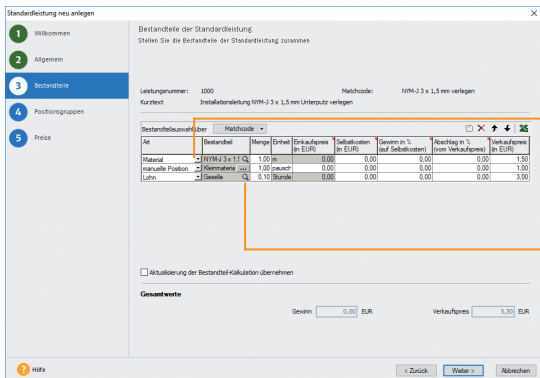 Standardleistung neu anlegen
1 Willkommen
2 Allgemein
3 Bestandteile
4 Positionsgruppen
5 Preise
Bestandteile der Standardleistung
Stellen Sie die Bestandteile der Standardleistung zusammen
Leistungsnummer: 1000 Matchcode: NYM-J 3 x 1,5 mm verlegen
Kurztext: Installationsleitung NYM-J 3 x 1,5 mm Unterputz verlegen
Bestandteilauswahl über Matchcode
Art Bestandteil Menge Einheit Einkaufspreis (in EUR) Selbstkosten (in EUR) Gewinn in % (auf Selbstkosten) Abschlag in % (vom Verkaufspreis) Verkaufspreis (in EUR)
Material NYM-J 3 x 1,5 1,00 m 0,00 0,00 0,00 0,00 1,50
manuelle Position Kleinmateria ... 1,00 pausch 0,00 0,00 0,00 0,00 1,00
Lohn Geselle 0,10 Stunde 0,00 0,00 0,00 0,00 3,00
Aktualisierung der Bestandteil-Kalkulation übernehmen
Gesamtwerte
Gewinn 0,00 EUR Verkaufspreis 5,50 EUR
? Hilfe < Zurück Weiter > Abbrechen